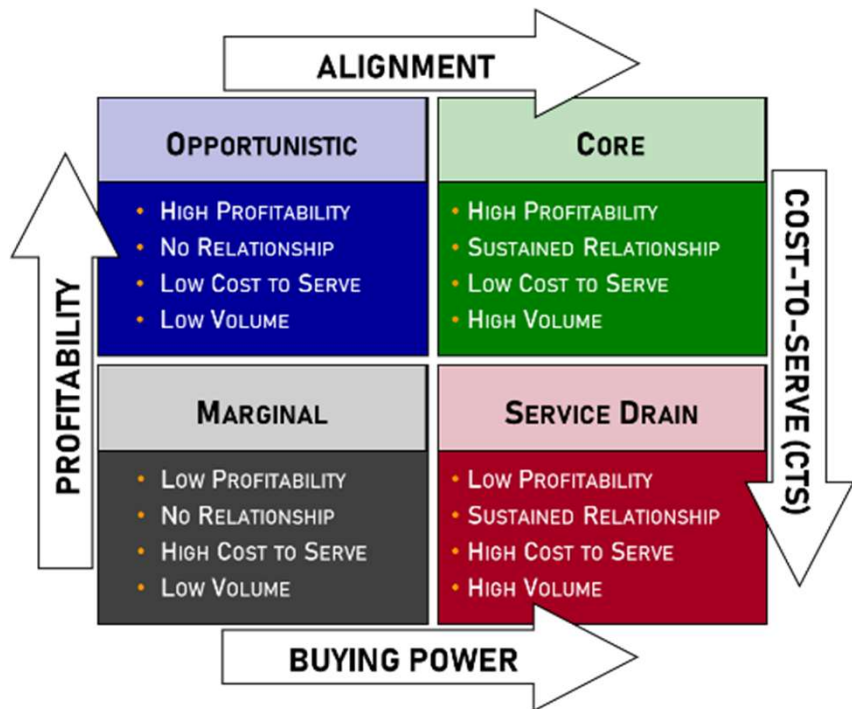 ALIGNMENT
OPPORTUNISTIC
• HIGH PROFITABILITY
• NO RELATIONSHIP
• LOW COST TO SERVE
• LOW VOLUME
CORE
• HIGH PROFITABILITY
• SUSTAINED RELATIONSHIP
• LOW COST TO SERVE
• HIGH VOLUME
PROFITABILITY
COST-TO-SERVE (CTS)
MARGINAL
• LOW PROFITABILITY
• NO RELATIONSHIP
• HIGH COST TO SERVE
• LOW VOLUME
SERVICE DRAIN
• LOW PROFITABILITY
• SUSTAINED RELATIONSHIP
• HIGH COST TO SERVE
• HIGH VOLUME
BUYING POWER